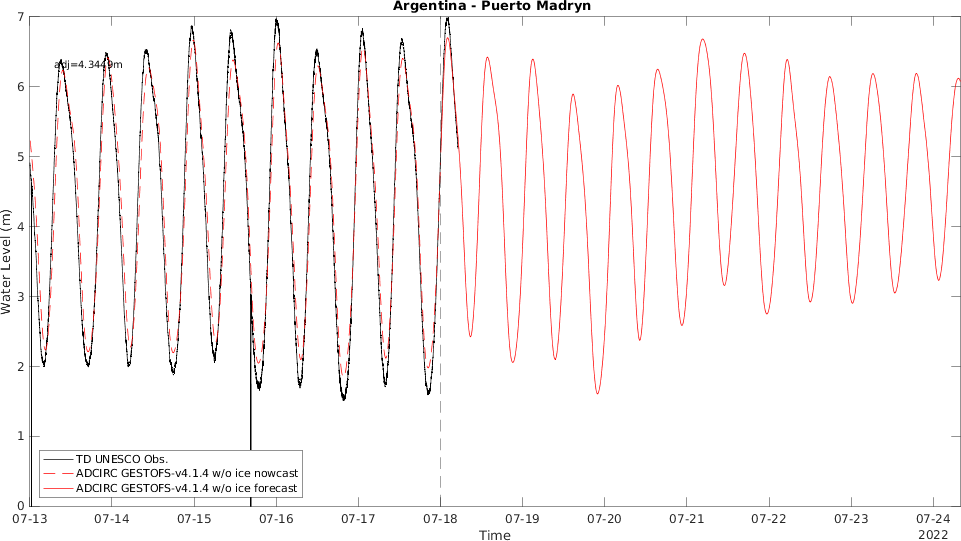 Argentina - Puerto Madryn
7
adj=4.3449m
6
5
4
3
2
1
0
Water Level (m)
TD UNESCO Obs.
ADCIRC GESTOFS-v4.1.4 w/o ice nowcast
ADCIRC GESTOFS-v4.1.4 w/o ice forecast
07-13 07-14 07-15 07-16 07-17 07-18 07-19 07-20 07-21 07-22 07-23 07-24
Time
2022